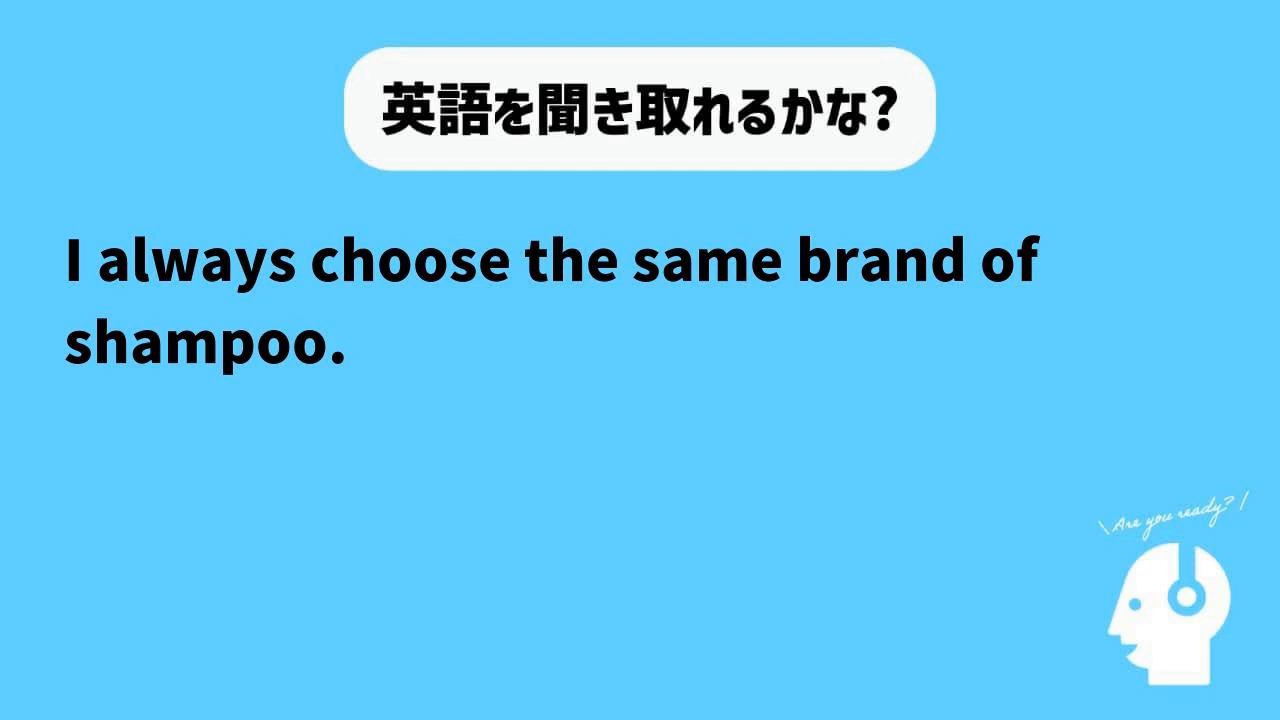 英語を聞き取れるかな?
I always choose the same brand of
shampoo.
\ Are you ready? /